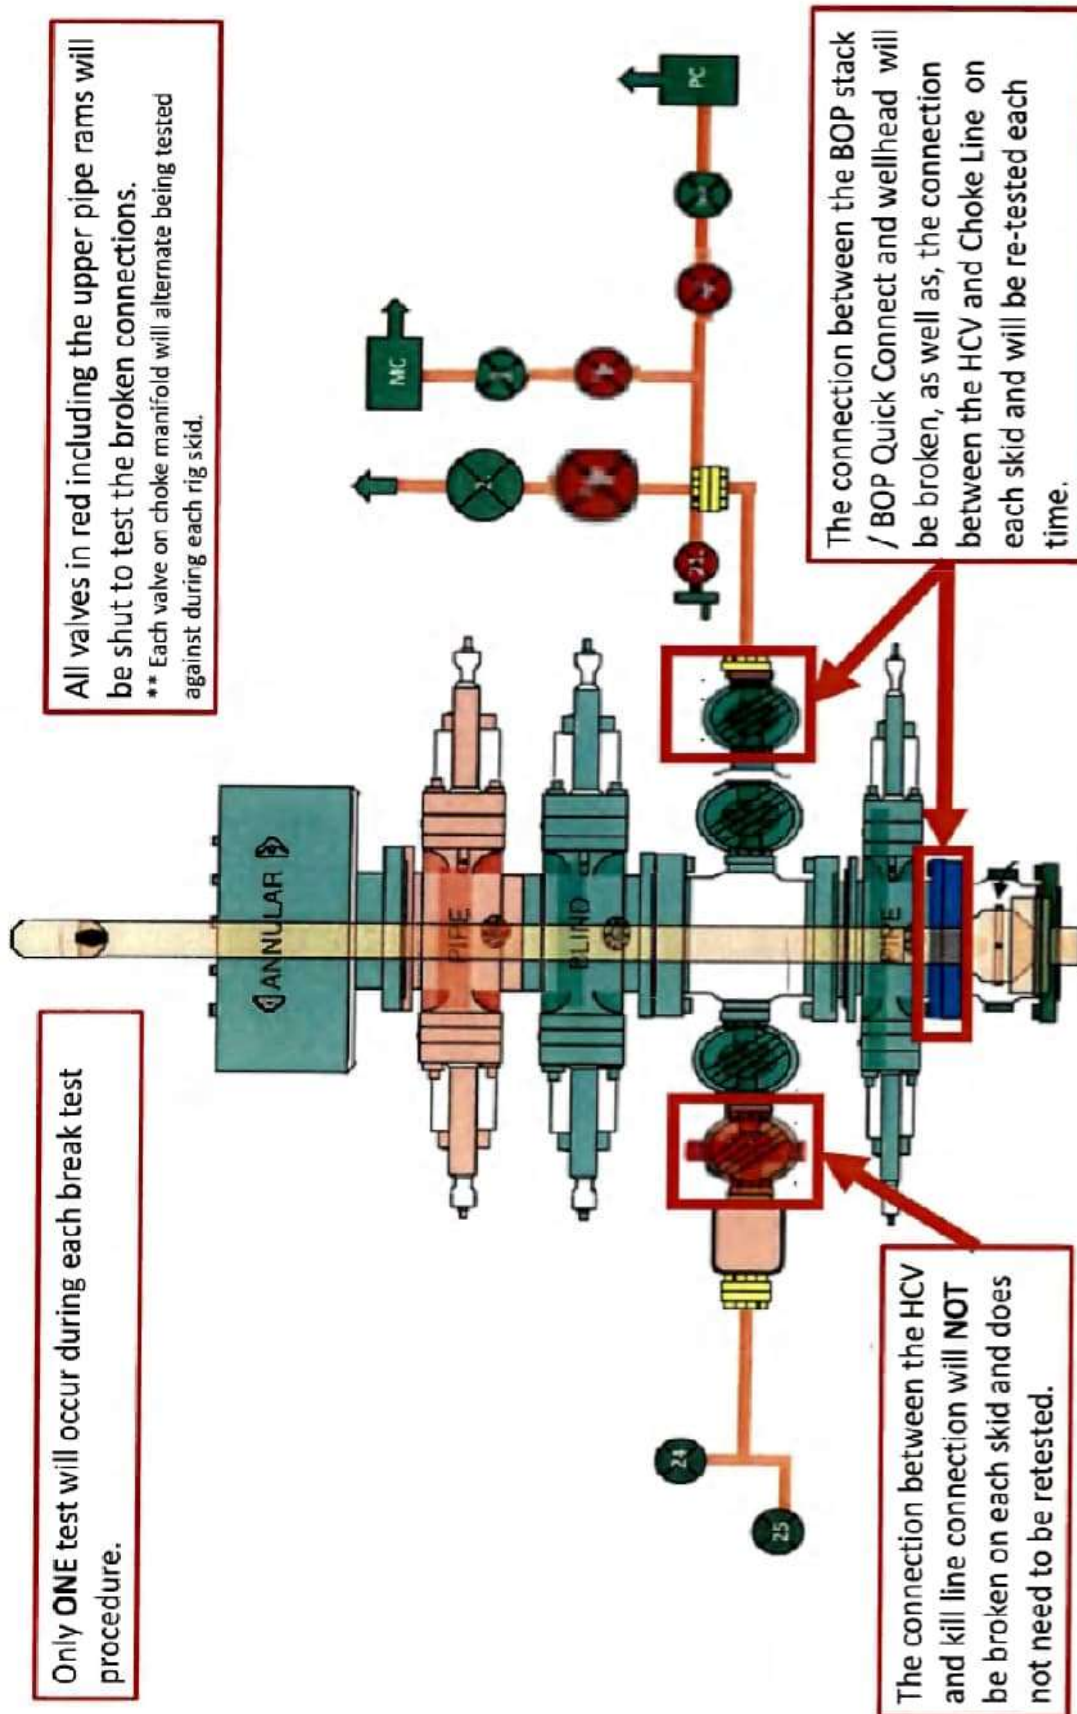 Only ONE test will occur during each break test
procedure.
All valves in red including the upper pipe rams will
be shut to test the broken connections.
** Each valve on choke manifold will alternate being tested
against during each rig skid.
ANNULAR
PIPE
BLIND
PIPE
MC
PC
24
25
The connection between the HCV
and kill line connection will NOT
be broken on each skid and does
not need to be retested.
The connection between the BOP stack
/ BOP Quick Connect and wellhead will
be broken, as well as, the connection
between the HCV and Choke Line on
each skid and will be re-tested each
time.